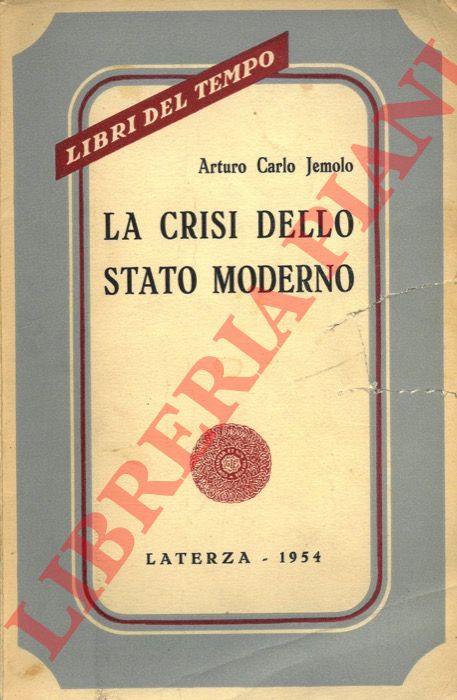 LIBRI DEL TEMPO
Arturo Carlo Jemolo
LA CRISI DELLO
STATO MODERNO
LATERZA - 1954
LIBRERIA PIANI